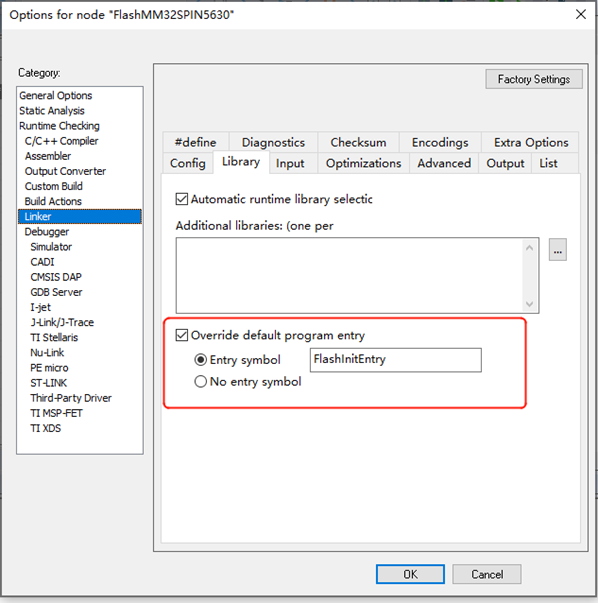 Options for node "FlashMM32SPIN5630"
Category:
General Options
Static Analysis
Runtime Checking
C/C++ Compiler
Assembler
Output Converter
Custom Build
Build Actions
Linker
Debugger
Simulator
CADI
CMSIS DAP
GDB Server
I-jet
J-Link/J-Trace
TI Stellaris
Nu-Link
PE micro
ST-LINK
Third-Party Driver
TI MSP-FET
TI XDS
Factory Settings
#define Diagnostics Checksum Encodings Extra Options
Config Library Input Optimizations Advanced Output List
Automatic runtime library selectic
Additional libraries: (one per
...
Override default program entry
Entry symbol FlashInitEntry
No entry symbol
OK Cancel